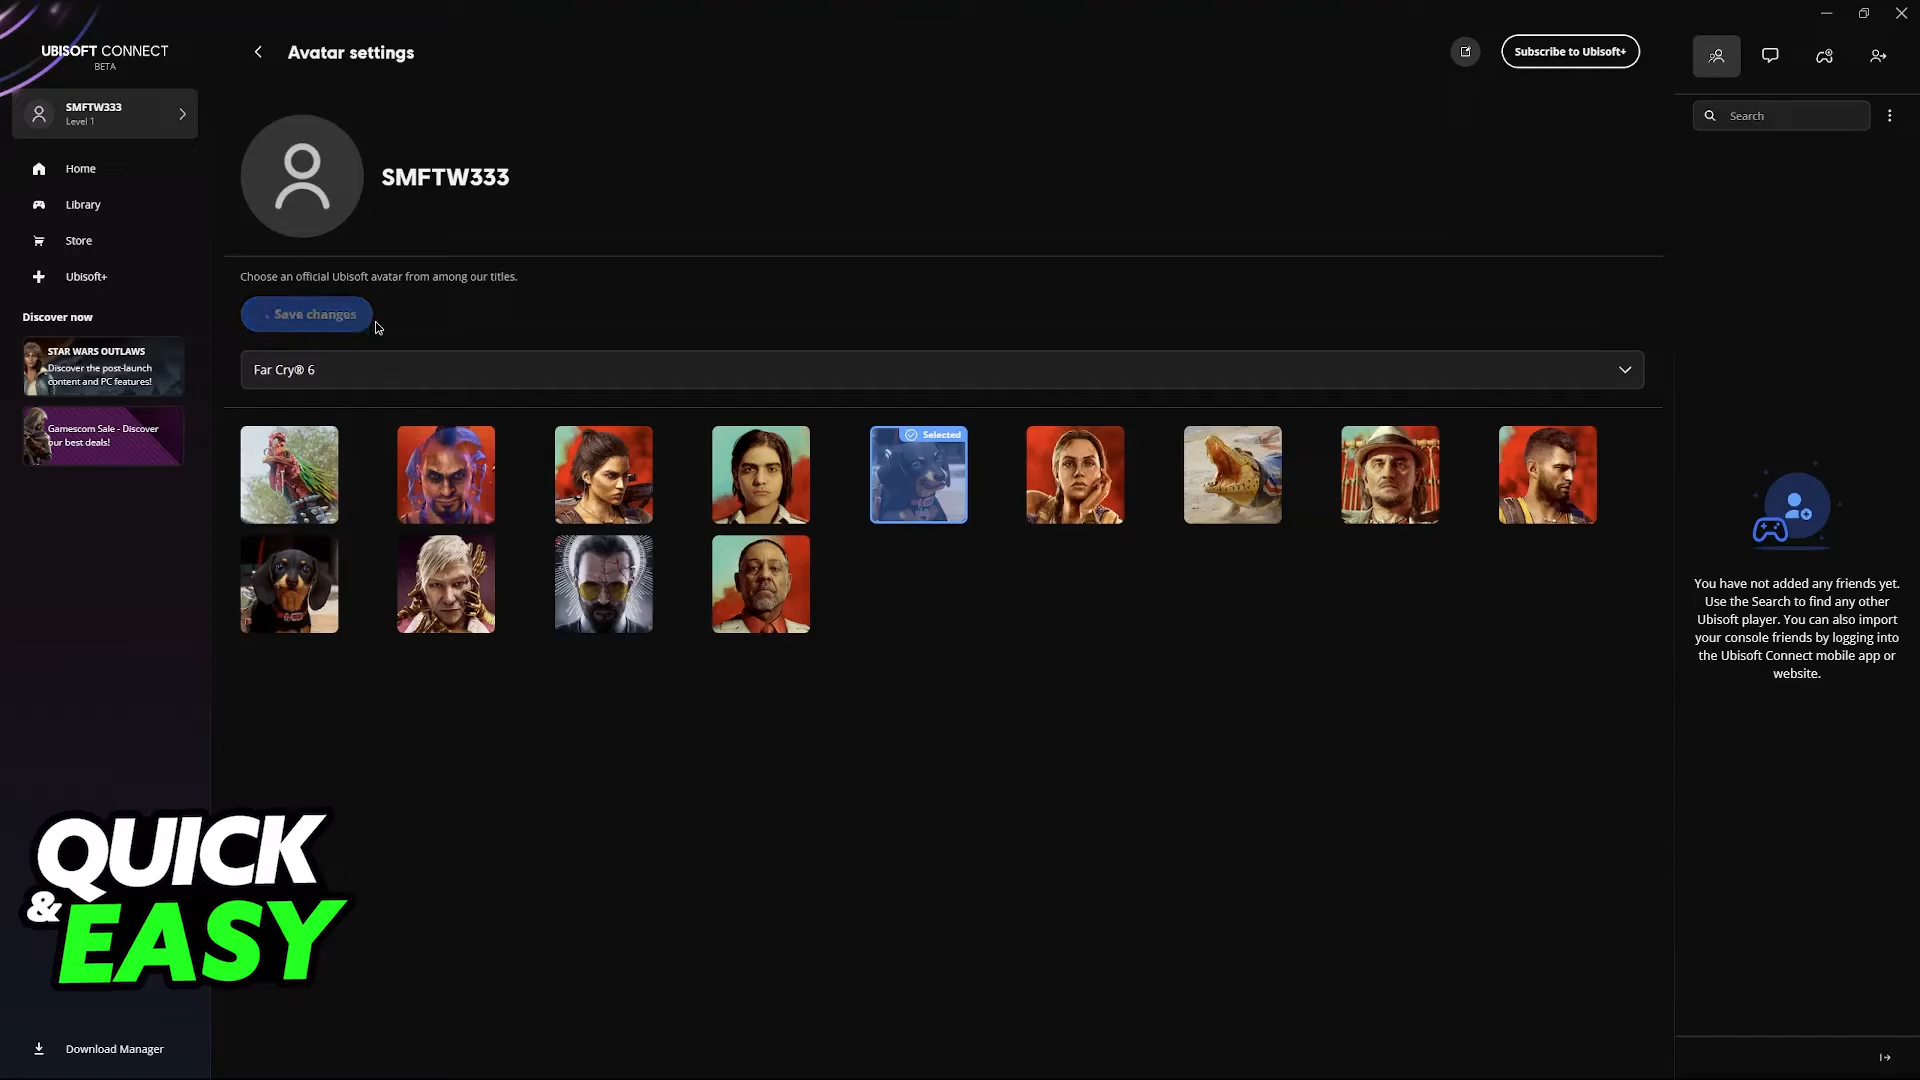 UBISOFT CONNECT
BETA
SMFTW333
Level 1
Home
Library
Store
Ubisoft+
Discover now
STAR WARS OUTLAWS
Discover the post-launch
content and PC features!
Gamescom Sale - Discover
our best deals!
QUICK
&EASY
Download Manager
Avatar settings
Subscribe to Ubisoft+
SMFTW333
Choose an official Ubisoft avatar from among our titles.
Save changes
Far Cry® 6
Selected
Search
You have not added any friends yet.
Use the Search to find any other
Ubisoft player. You can also import
your console friends by logging into
the Ubisoft Connect mobile app or
website.